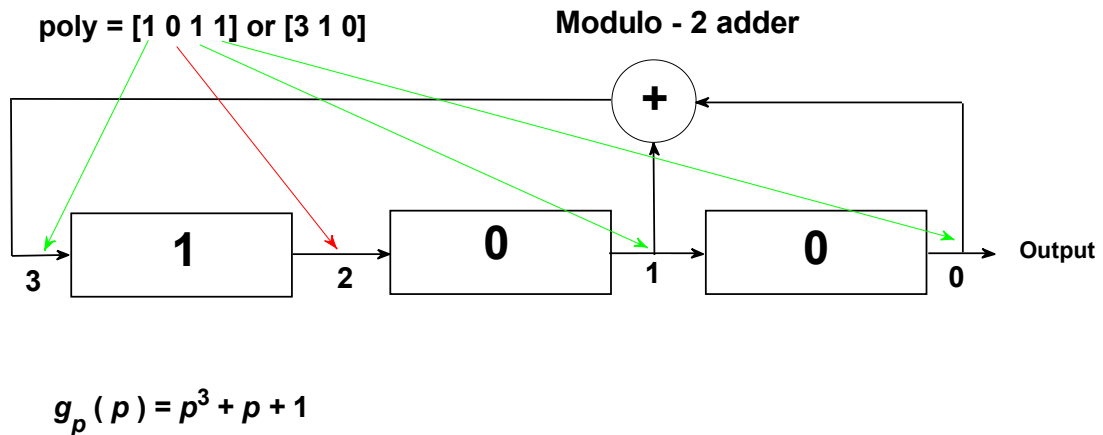 poly = [1 0 1 1] or [3 1 0]
Modulo - 2 adder
+
1
0
0
3
2
1
0
Output
g_p ( p ) = p^3 + p + 1